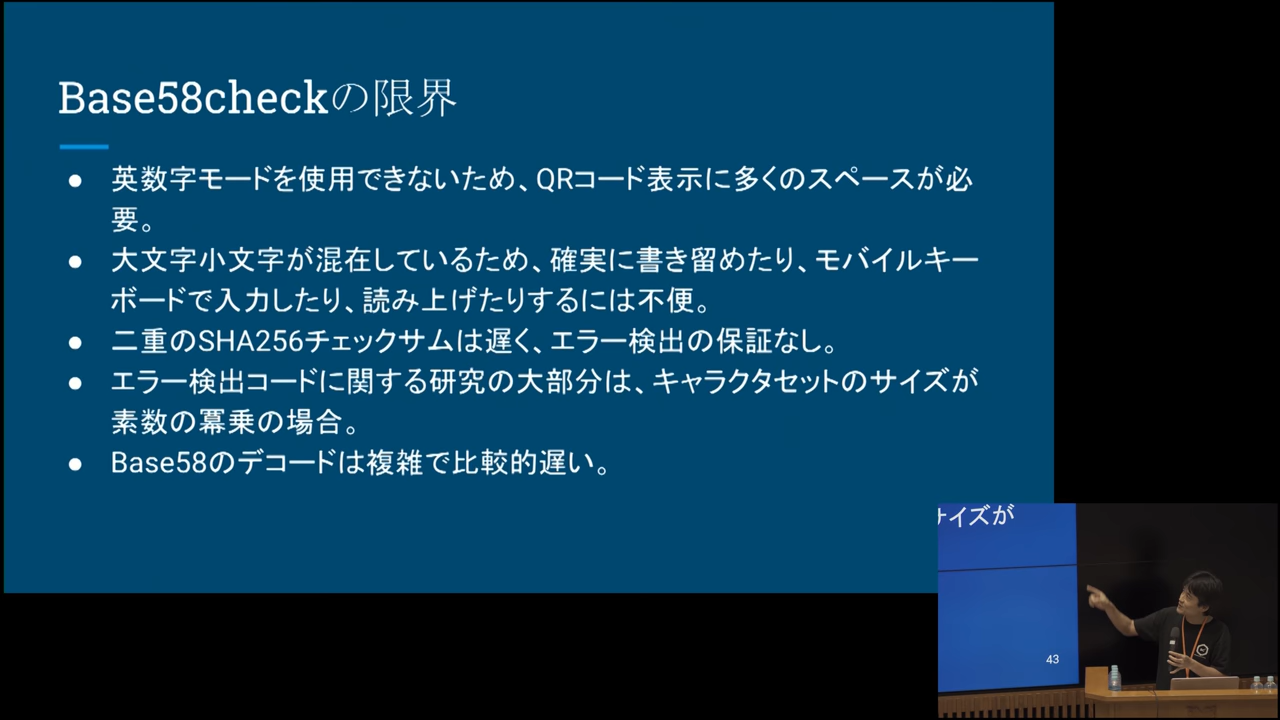 Base58checkの限界
● 英数字モードを使用できないため、QRコード表示に多くのスペースが必
要。
● 大文字小文字が混在しているため、確実に書き留めたり、モバイルキー
ボードで入力したり、読み上げたりするには不便。
● 二重のSHA256チェックサムは遅く、エラー検出の保証なし。
● エラー検出コードに関する研究の大部分は、キャラクタセットのサイズが
素数の冪乗の場合。
● Base58のデコードは複雑で比較的遅い。
サイズが
43